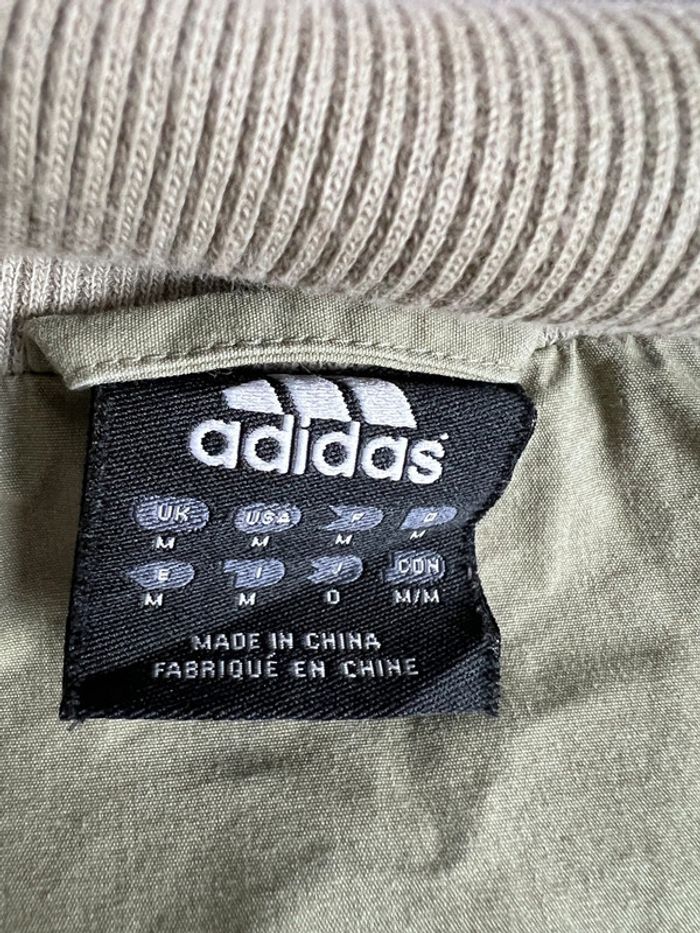 adidas
UK USA F D
M M M M
E I J CDN
M M O M/M
MADE IN CHINA
FABRIQUÉ EN CHINE